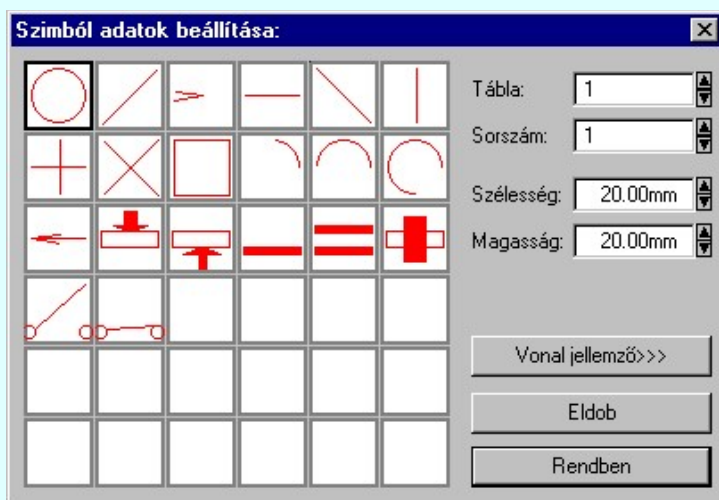 Szimból adatok beállítása:
Tábla: 1
Sorszám: 1
Szélesség: 20.00mm
Magasság: 20.00mm
Vonal jellemző>>>
Eldob
Rendben